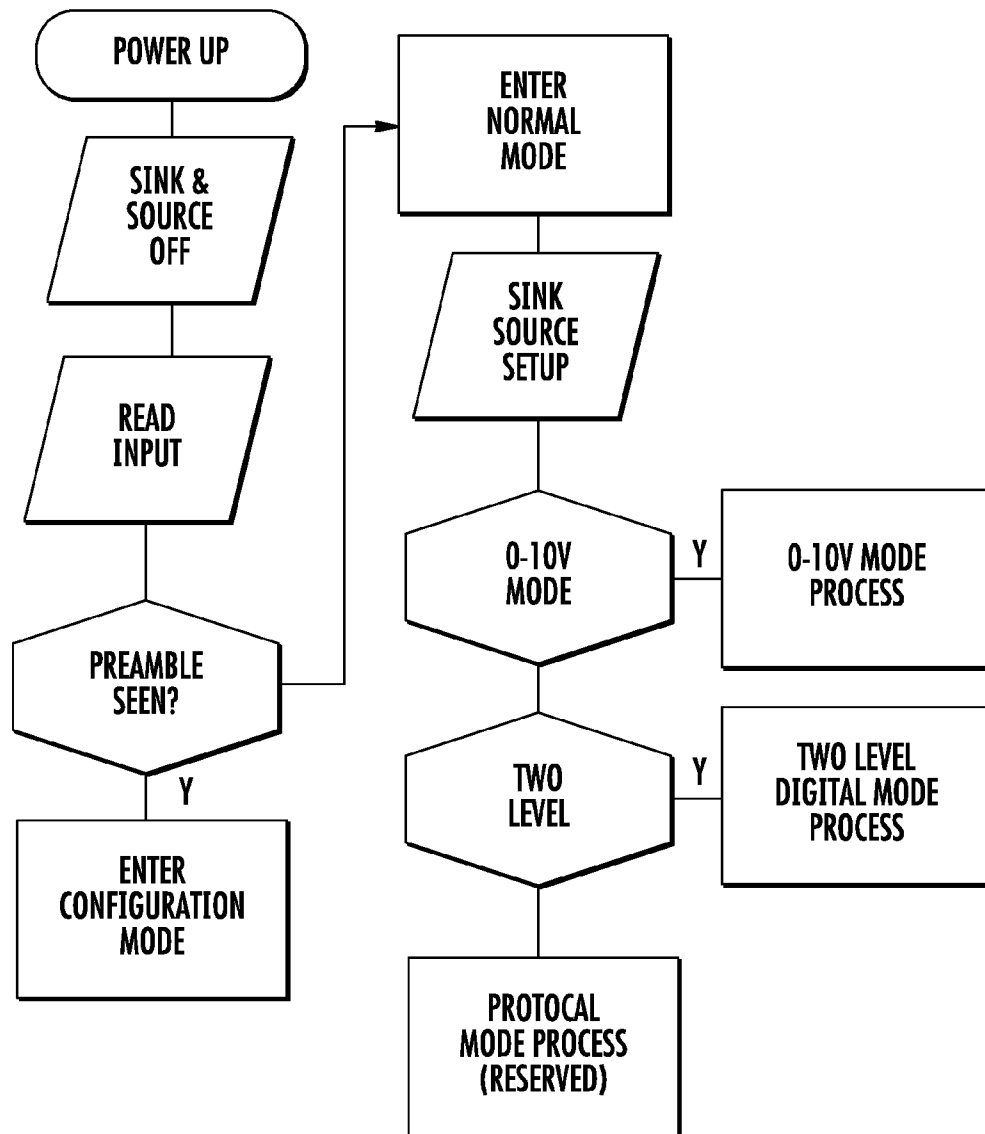 POWER UP
SINK &
SOURCE
OFF
READ
INPUT
PREAMBLE
SEEN?
Y
ENTER
CONFIGURATION
MODE
ENTER
NORMAL
MODE
SINK
SOURCE
SETUP
0-10V
MODE
Y
0-10V MODE
PROCESS
TWO
LEVEL
Y
TWO LEVEL
DIGITAL MODE
PROCESS
PROTOCAL
MODE PROCESS
(RESERVED)